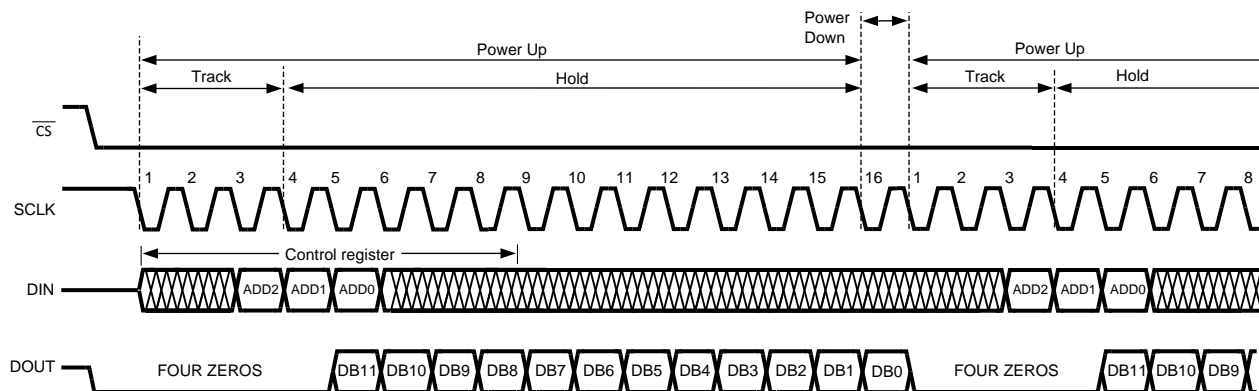 Power
Down
Power Up
Power Up
Track
Hold
Track
Hold
CS
1 2 3 4 5 6 7 8 9 10 11 12 13 14 15 16 1 2 3 4 5 6 7 8
SCLK
Control register
DIN
ADD2 ADD1 ADD0 ADD2 ADD1 ADD0
DOUT
FOUR ZEROS DB11 DB10 DB9 DB8 DB7 DB6 DB5 DB4 DB3 DB2 DB1 DB0 FOUR ZEROS DB11 DB10 DB9